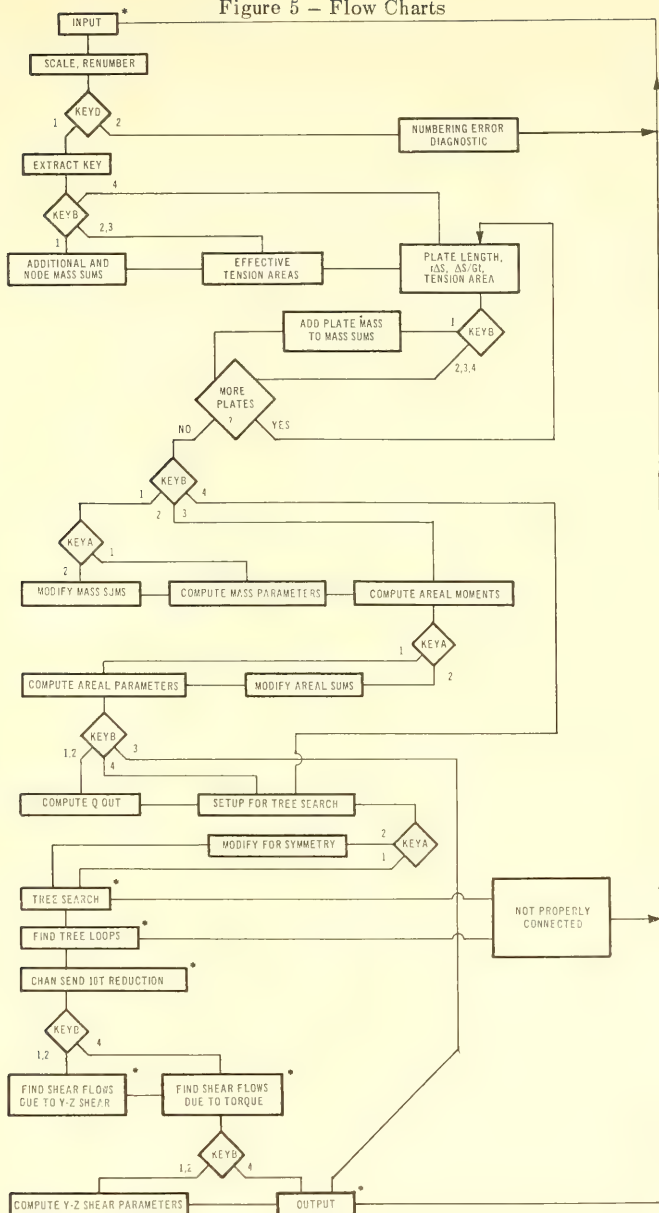 Figure 5 – Flow Charts
INPUT *
SCALE, RENUMBER
KEYD
1
2
NUMBERING ERROR
DIAGNOSTIC
EXTRACT KEY
4
KEYB
2,3
1
ADDITIONAL AND
NODE MASS SUMS
EFFECTIVE
TENSION AREAS
PLATE LENGTH,
rΔS, ΔS/Gt,
TENSION AREA
ADD PLATE MASS
TO MASS SUMS
1
KEYB
2,3,4
MORE
PLATES
?
NO
YES
KEYB
1
4
2
3
KEYA
1
2
MODIFY MASS SUMS
COMPUTE MASS PARAMETERS
COMPUTE AREAL MOMENTS
KEYA
1
2
COMPUTE AREAL PARAMETERS
MODIFY AREAL SUMS
KEYB
1,2
3
4
COMPUTE Q OUT
SETUP FOR TREE SEARCH
MODIFY FOR SYMMETRY
2
KEYA
1
TREE SEARCH *
NOT PROPERLY
CONNECTED
FIND TREE LOOPS *
CHAN SEND 10T REDUCTION *
KEYB
1,2
4
FIND SHEAR FLOWS
DUE TO Y-Z SHEAR *
FIND SHEAR FLOWS
DUE TO TORQUE *
KEYB
1,2
4
COMPUTE Y-Z SHEAR PARAMETERS
OUTPUT *